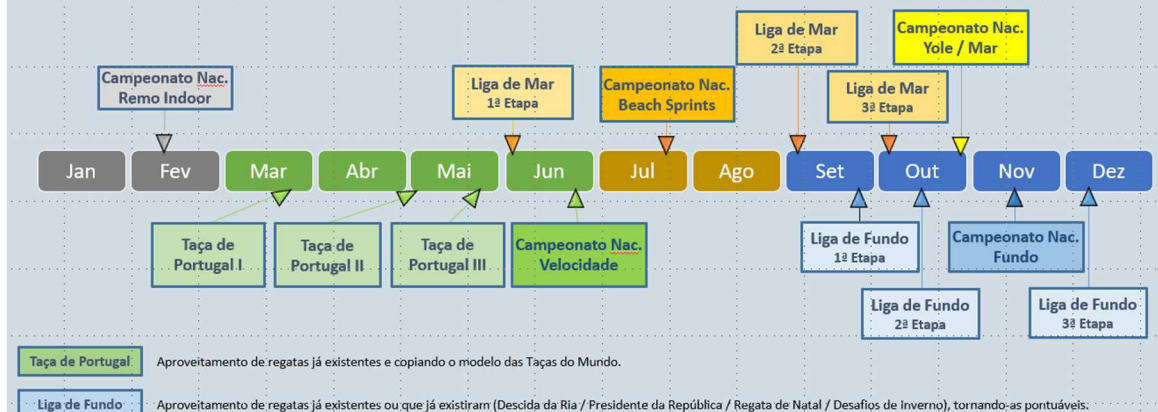 Liga de Mar
2ª Etapa
Campeonato Nac.
Yole / Mar
Campeonato Nac.
Remo Indoor
Liga de Mar
1ª Etapa
Campeonato Nac.
Beach Sprints
Liga de Mar
3ª Etapa
Jan
Fev
Mar
Abr
Mai
Jun
Jul
Ago
Set
Out
Nov
Dez
Taça de
Portugal I
Taça de
Portugal II
Taça de
Portugal III
Campeonato Nac.
Velocidade
Liga de Fundo
1ª Etapa
Campeonato Nac.
Fundo
Liga de Fundo
2ª Etapa
Liga de Fundo
3ª Etapa
Taça de Portugal
Aproveitamento de regatas já existentes e copiando o modelo das Taças do Mundo.
Liga de Fundo
Aproveitamento de regatas já existentes ou que já existiram (Descida da Ria / Presidente da República / Regata de Natal / Desafios de Inverno), tornando-as pontuáveis.